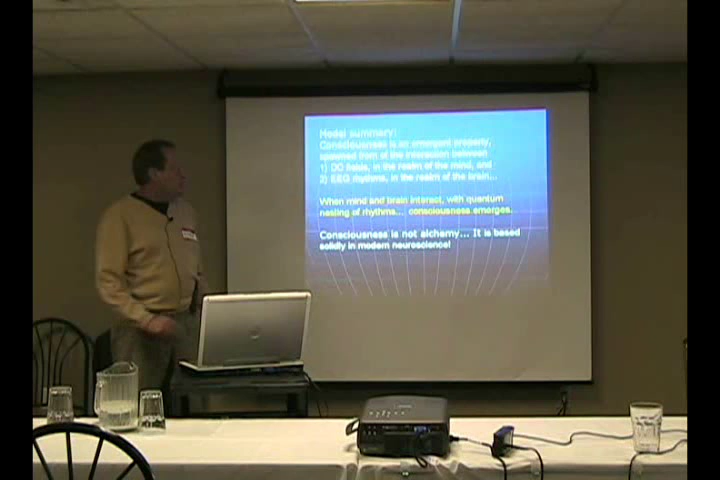 Model summary:
Consciousness is an emergent property,
spawned from of the interaction between
1) DC fields, in the realm of the mind, and
2) EEG rhythms, in the realm of the brain...
When mind and brain interact, with quantum
nesting of rhythms... consciousness emerges.
Consciousness is not alchemy... It is based
solidly in modern neuroscience!